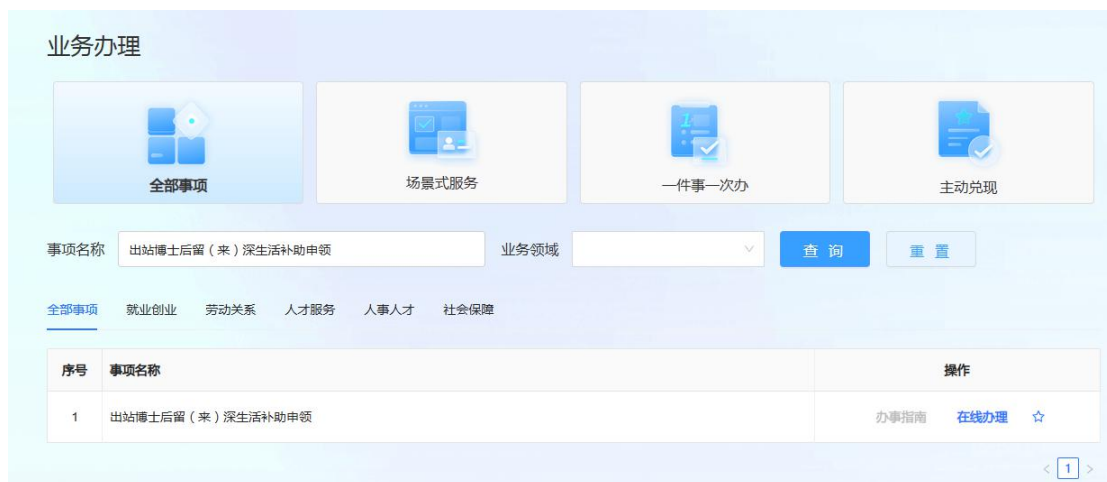 业务办理
全部事项 场景式服务 一件事一次办 主动兑现
事项名称 出站博士后留（来）深生活补助申领 业务领域 查询 重置
全部事项 就业创业 劳动关系 人才服务 人事人才 社会保障
序号 事项名称 操作
1 出站博士后留（来）深生活补助申领 办事指南 在线办理
< 1 >